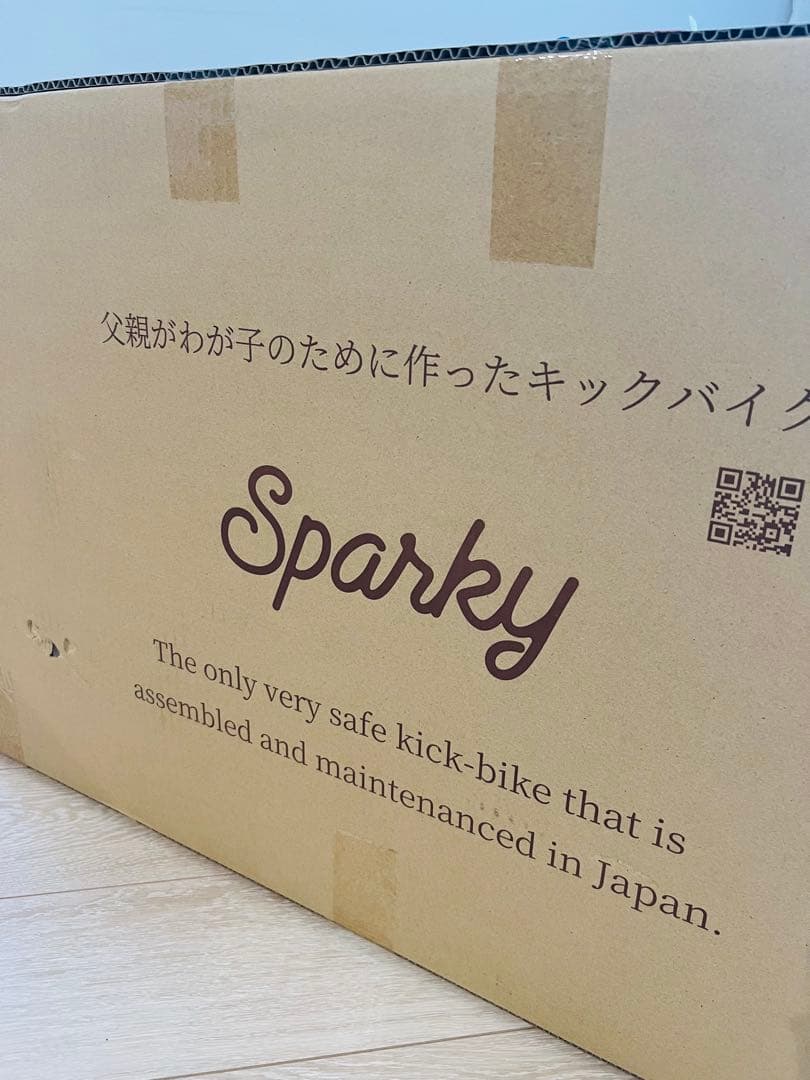 父親がわが子のために作ったキックバイク
Sparky
The only very safe kick-bike that is
assembled and maintenanced in Japan.